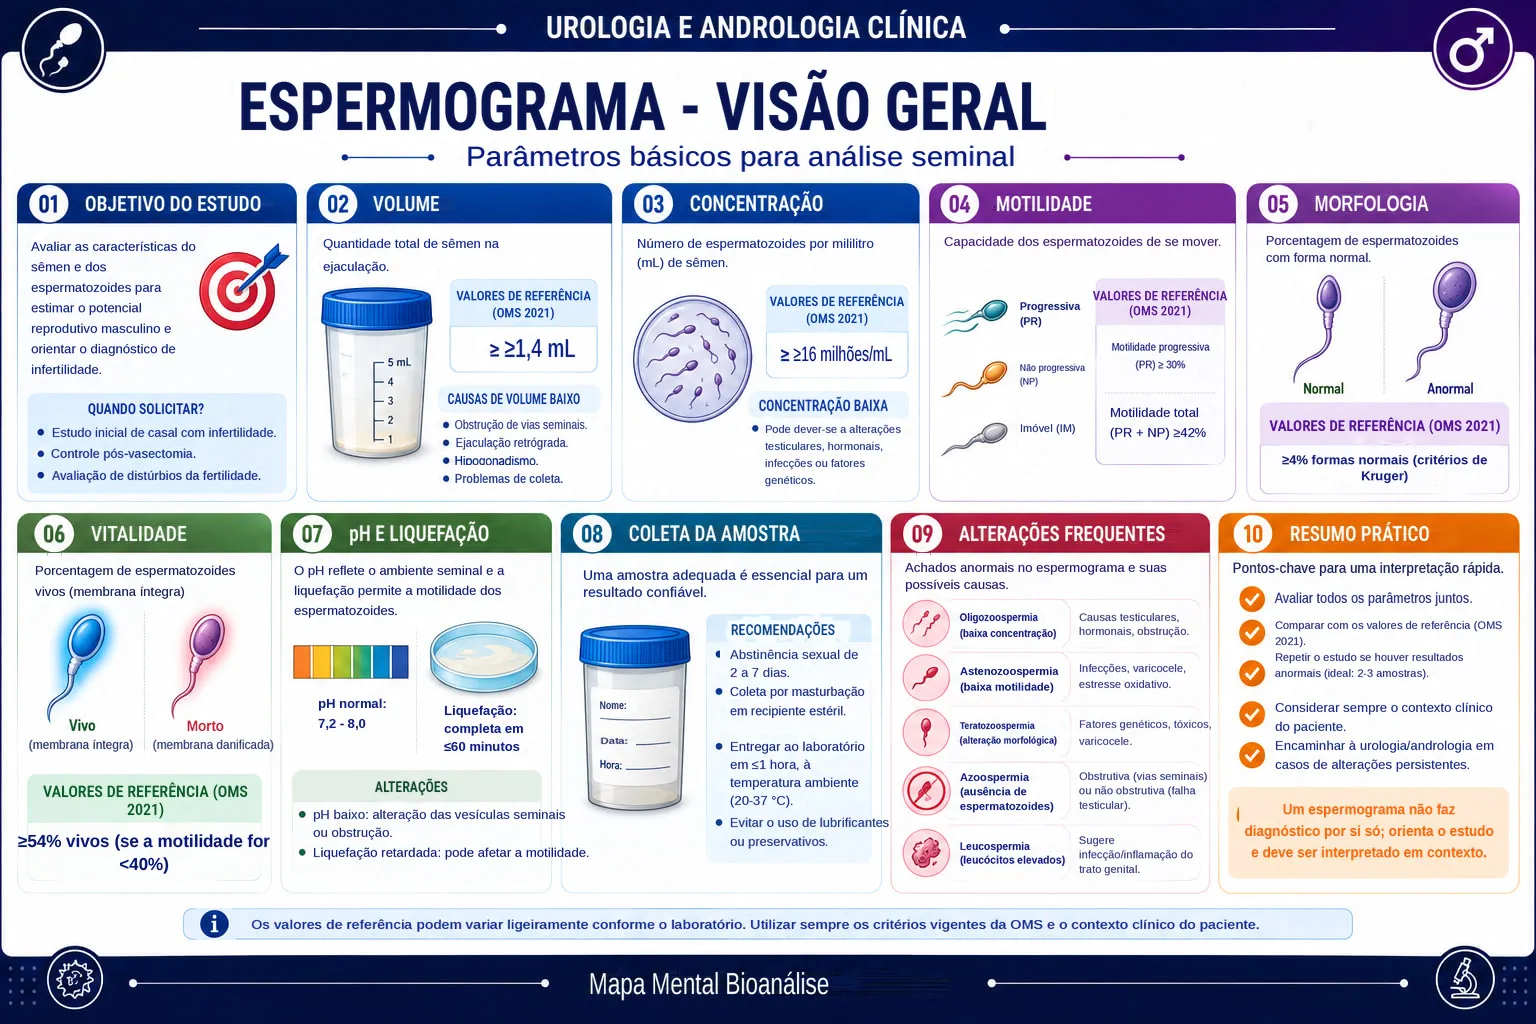 UROLOGIA E ANDROLOGIA CLÍNICA
ESPERMOGRAMA - VISÃO GERAL
Parâmetros básicos para análise seminal
01 OBJETIVO DO ESTUDO
Avaliar as características do
sêmen e dos
espermatozoides para
estimar o potencial
reprodutivo masculino e
orientar o diagnóstico de
infertilidade.
QUANDO SOLICITAR?
• Estudo inicial de casal com infertilidade.
• Controle pós-vasectomia.
• Avaliação de distúrbios da fertilidade.
02 VOLUME
Quantidade total de sêmen na
ejaculação.
5 mL
4
3
2
1
VALORES DE REFERÊNCIA
(OMS 2021)
≥ ≥1,4 mL
CAUSAS DE VOLUME BAIXO
• Obstrução de vias seminais.
• Ejaculação retrógrada.
• Hipogonadismo.
• Problemas de coleta.
03 CONCENTRAÇÃO
Número de espermatozoides por mililitro
(mL) de sêmen.
VALORES DE REFERÊNCIA
(OMS 2021)
≥ ≥16 milhões/mL
CONCENTRAÇÃO BAIXA
• Pode dever-se a alterações
testiculares, hormonais,
infecções ou fatores
genéticos.
04 MOTILIDADE
Capacidade dos espermatozoides de se mover.
Progressiva
(PR)
Não progressiva
(NP)
Imóvel (IM)
VALORES DE REFERÊNCIA
(OMS 2021)
Motilidade progressiva
(PR) ≥ 30%
Motilidade total
(PR + NP) ≥42%
05 MORFOLOGIA
Porcentagem de espermatozoides
com forma normal.
Normal
Anormal
VALORES DE REFERÊNCIA (OMS 2021)
≥4% formas normais (critérios de
Kruger)
06 VITALIDADE
Porcentagem de espermatozoides
vivos (membrana íntegra)
Vivo
(membrana íntegra)
Morto
(membrana danificada)
VALORES DE REFERÊNCIA (OMS
2021)
≥54% vivos (se a motilidade for
<40%)
07 pH E LIQUEFAÇÃO
O pH reflete o ambiente seminal e a
liquefação permite a motilidade dos
espermatozoides.
pH normal:
7,2 - 8,0
Liquefação:
completa em
≤60 minutos
ALTERAÇÕES
• pH baixo: alteração das vesículas seminais
ou obstrução.
• Liquefação retardada: pode afetar a motilidade.
08 COLETA DA AMOSTRA
Uma amostra adequada é essencial para um
resultado confiável.
Nome:
Data:
Hora:
RECOMENDAÇÕES
• Abstinência sexual de
2 a 7 dias.
• Coleta por masturbação
em recipiente estéril.
• Entregar ao laboratório
em ≤1 hora, à
temperatura ambiente
(20-37 °C).
• Evitar o uso de lubrificantes
ou preservativos.
09 ALTERAÇÕES FREQUENTES
Achados anormais no espermograma e suas
possíveis causas.
Oligozoospermia
(baixa concentração)
Causas testiculares,
hormonais, obstrução.
Astenozoospermia
(baixa motilidade)
Infecções, varicocele,
estresse oxidativo.
Teratozoospermia
(alteração morfológica)
Fatores genéticos, tóxicos,
varicocele.
Azoospermia
(ausência de
espermatozoides)
Obstrutiva (vias seminais)
ou não obstrutiva (falha
testicular).
Leucospermia
(leucócitos elevados)
Sugere
infecção/inflamação do
trato genital.
10 RESUMO PRÁTICO
Pontos-chave para uma interpretação rápida.
Avaliar todos os parâmetros juntos.
Comparar com os valores de referência (OMS
2021).
Repetir o estudo se houver resultados
anormais (ideal: 2-3 amostras).
Considerar sempre o contexto clínico
do paciente.
Encaminhar à urologia/andrologia em
casos de alterações persistentes.
Um espermograma não faz
diagnóstico por si só; orienta o estudo
e deve ser interpretado em contexto.
i Os valores de referência podem variar ligeiramente conforme o laboratório. Utilizar sempre os critérios vigentes da OMS e o contexto clínico do paciente.
Mapa Mental Bioanálise